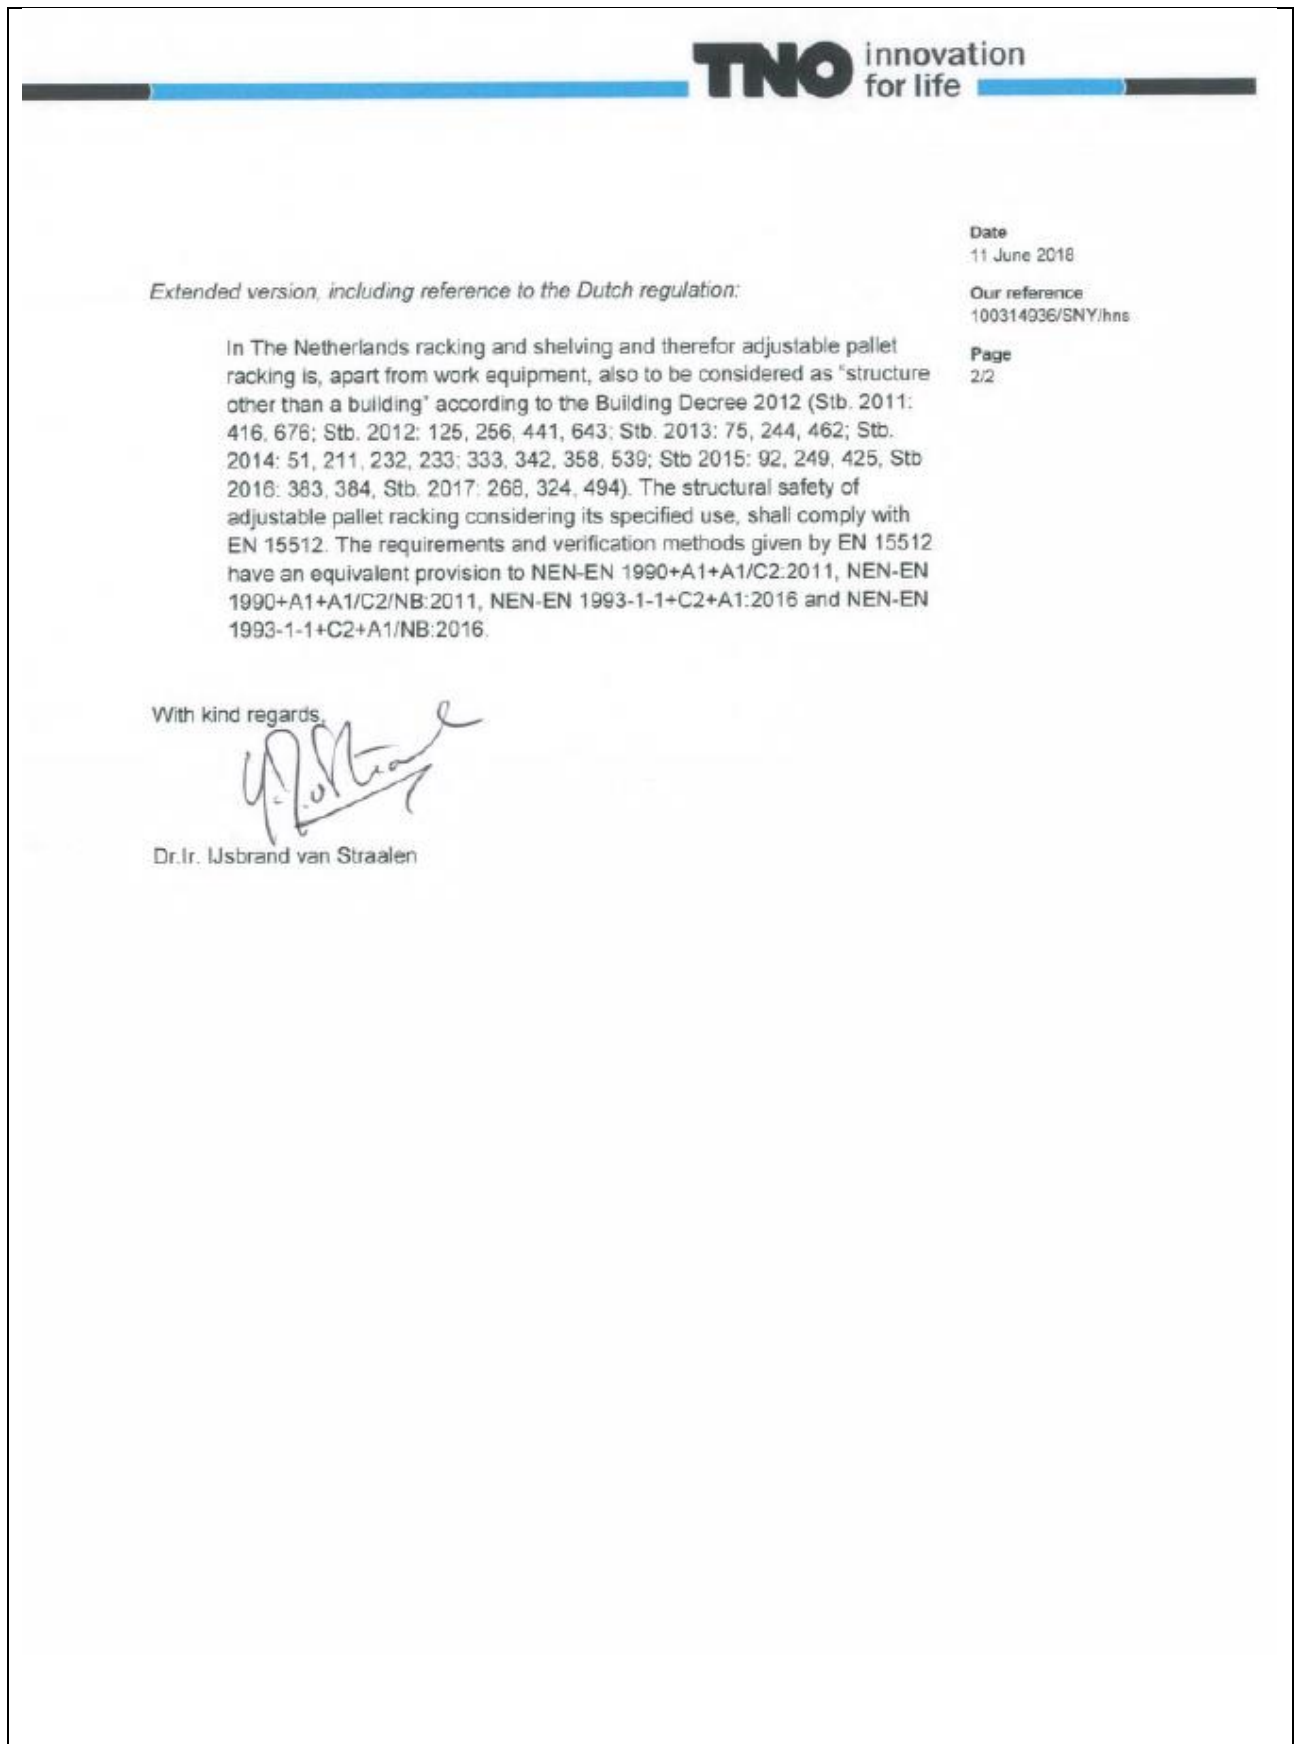 TNO innovation
for life
Date
11 June 2018
Our reference
100314936/SNY/hns
Page
2/2
Extended version, including reference to the Dutch regulation:
In The Netherlands racking and shelving and therefor adjustable pallet
racking is, apart from work equipment, also to be considered as "structure
other than a building" according to the Building Decree 2012 (Stb. 2011:
416, 676; Stb. 2012: 125, 256, 441, 643; Stb. 2013: 75, 244, 462; Stb.
2014: 51, 211, 232, 233; 333, 342, 358, 539; Stb 2015: 92, 249, 425, Stb
2016: 383, 384, Stb. 2017: 268, 324, 494). The structural safety of
adjustable pallet racking considering its specified use, shall comply with
EN 15512. The requirements and verification methods given by EN 15512
have an equivalent provision to NEN-EN 1990+A1+A1/C2:2011, NEN-EN
1990+A1+A1/C2/NB:2011, NEN-EN 1993-1-1+C2+A1:2016 and NEN-EN
1993-1-1+C2+A1/NB:2016.
With kind regards,
Dr.Ir. IJsbrand van Straalen